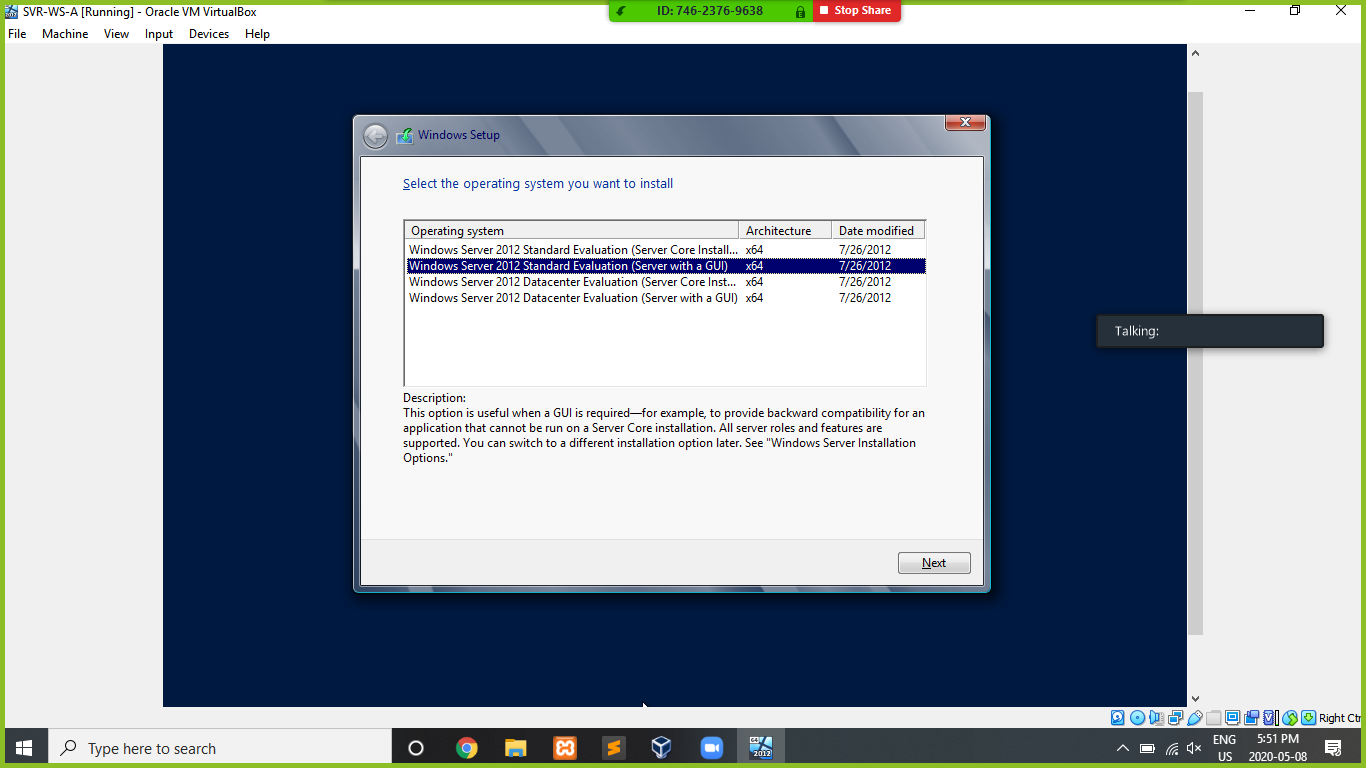 SVR-WS-A [Running] - Oracle VM VirtualBox
ID: 746-2376-9638
Stop Share
File Machine View Input Devices Help
Windows Setup
Select the operating system you want to install
Operating system Architecture Date modified
Windows Server 2012 Standard Evaluation (Server Core Install... x64 7/26/2012
Windows Server 2012 Standard Evaluation (Server with a GUI) x64 7/26/2012
Windows Server 2012 Datacenter Evaluation (Server Core Inst... x64 7/26/2012
Windows Server 2012 Datacenter Evaluation (Server with a GUI) x64 7/26/2012
Talking:
Description:
This option is useful when a GUI is required—for example, to provide backward compatibility for an
application that cannot be run on a Server Core installation. All server roles and features are
supported. You can switch to a different installation option later. See "Windows Server Installation
Options."
Next
Right Ctr
Type here to search
64
2012
ENG
US
5:51 PM
2020-05-08